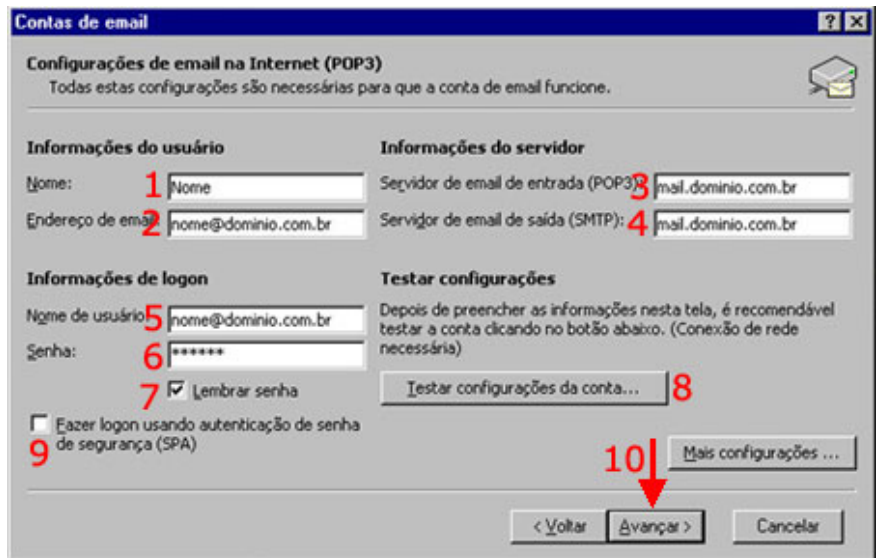 Contas de email
Configurações de email na Internet (POP3)
Todas estas configurações são necessárias para que a conta de email funcione.
Informações do usuário
Nome: 1 Nome
Endereço de email: 2 nome@dominio.com.br
Informações do servidor
Servidor de email de entrada (POP3): 3 mail.dominio.com.br
Servidor de email de saída (SMTP): 4 mail.dominio.com.br
Informações de logon
Nome de usuário: 5 nome@dominio.com.br
Senha: 6 ******
7 Lembrar senha
9 Fazer logon usando autenticação de senha
de segurança (SPA)
Testar configurações
Depois de preencher as informações nesta tela, é recomendável
testar a conta clicando no botão abaixo. (Conexão de rede
necessária)
Testar configurações da conta... 8
Mais configurações ...
10
< Voltar
Avançar >
Cancelar